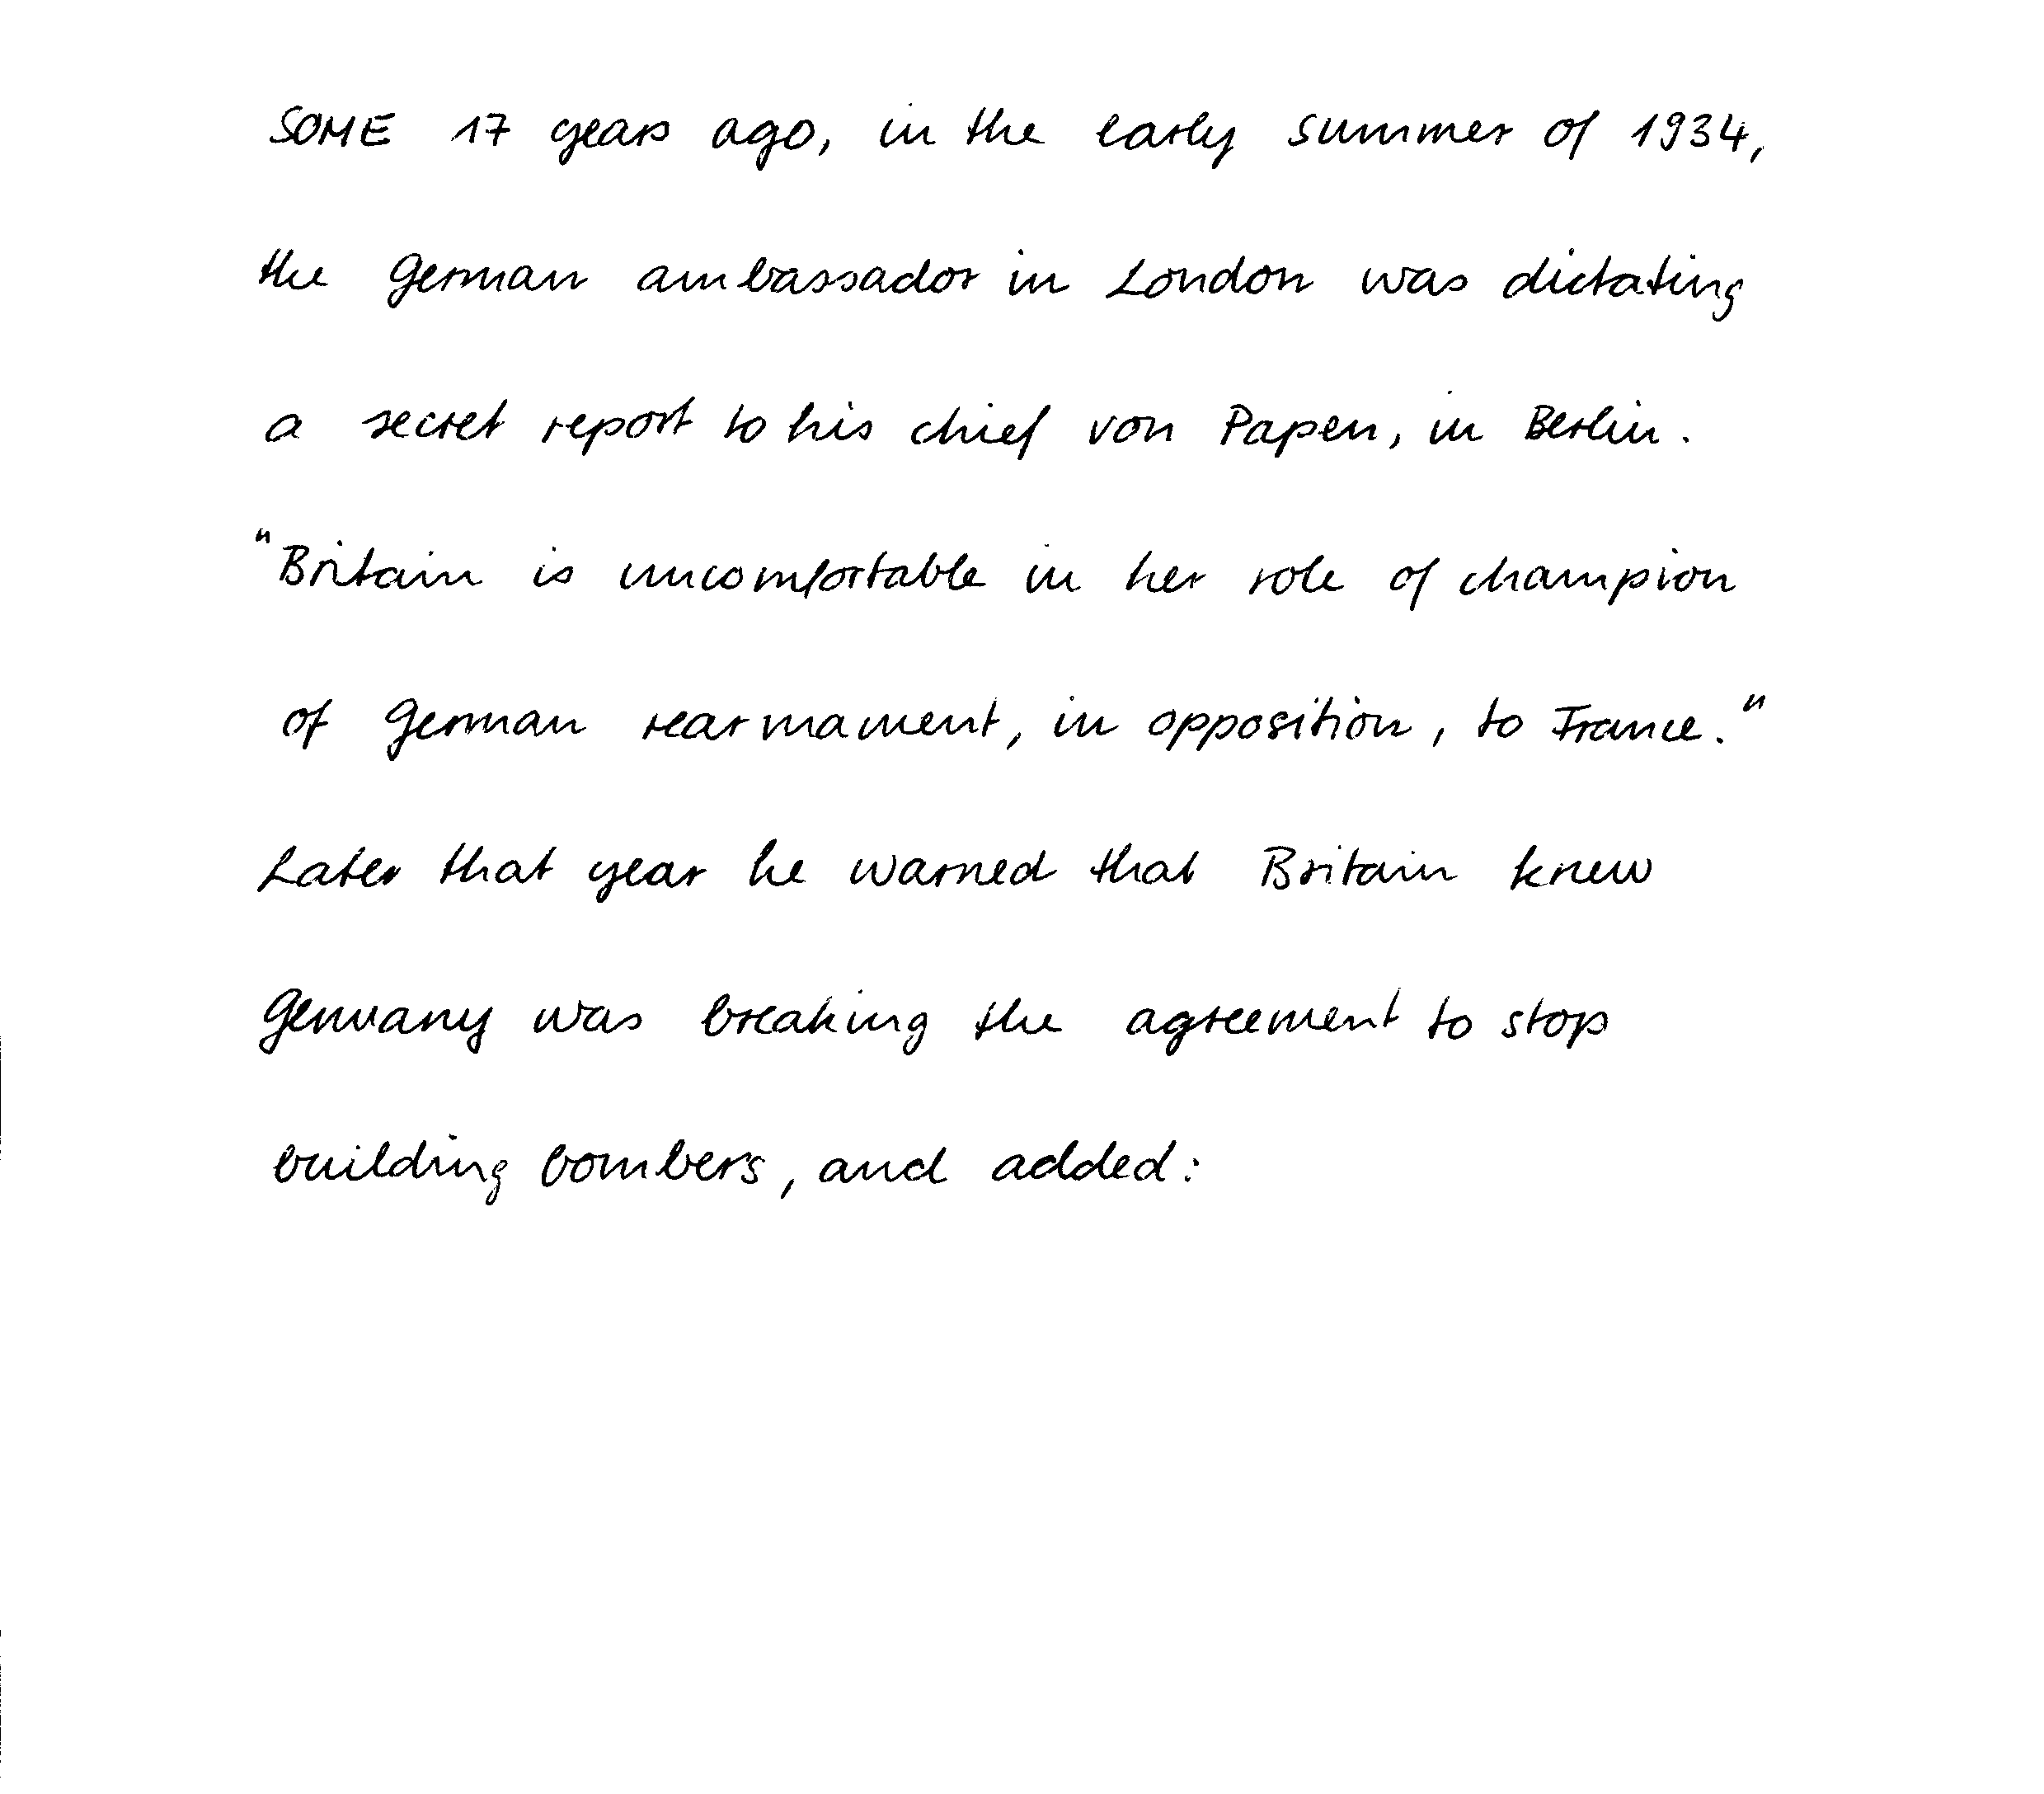 SOME 17 years ago, in the early summer of 1934,
the German ambassador in London was dictating
a secret report to his chief von Papen, in Berlin.
"Britain is uncomfortable in her role of champion
of German rearmament, in opposition, to France."
Later that year he warned that Britain knew
Germany was breaking the agreement to stop
building bombers, and added: